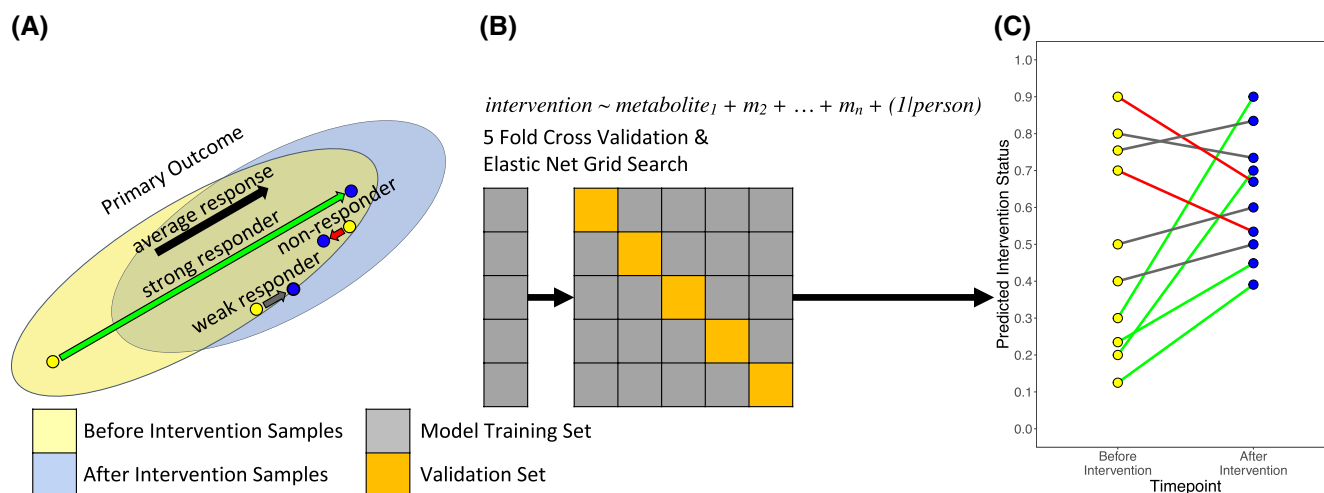 (A)
Primary Outcome
average response
strong responder
non-responder
weak responder
Before Intervention Samples
After Intervention Samples
(B)
intervention ~ metabolite1 + m2 + … + mn + (1|person)
5 Fold Cross Validation &
Elastic Net Grid Search
Model Training Set
Validation Set
(C)
Predicted Intervention Status
1.0
0.9
0.8
0.7
0.6
0.5
0.4
0.3
0.2
0.1
0.0
Before
Intervention
After
Intervention
Timepoint